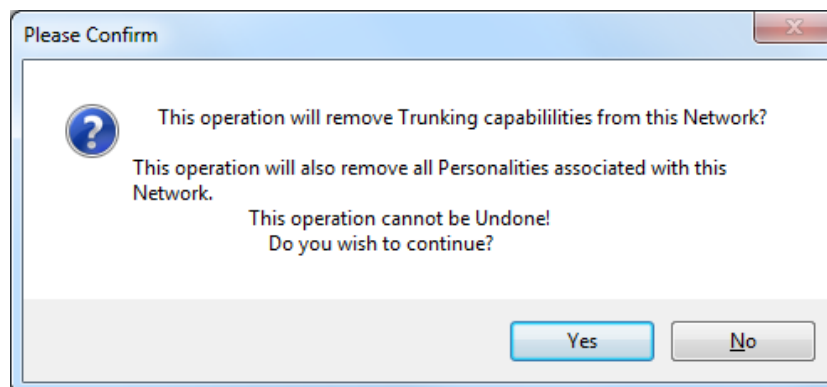 Please Confirm
This operation will remove Trunking capabililities from this Network?
This operation will also remove all Personalities associated with this
Network.
This operation cannot be Undone!
Do you wish to continue?
Yes
No